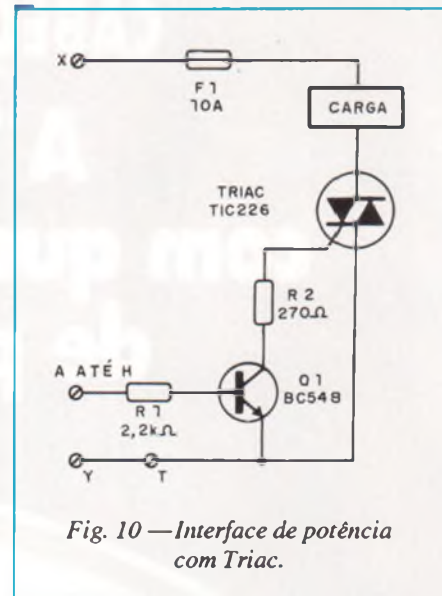 X
F1
10A
CARGA
TRIAC
TIC226
R2
270Ω
A ATÉ H
Q1
BC548
R1
2,2kΩ
Y T
Fig. 10 — Interface de potência
com Triac.